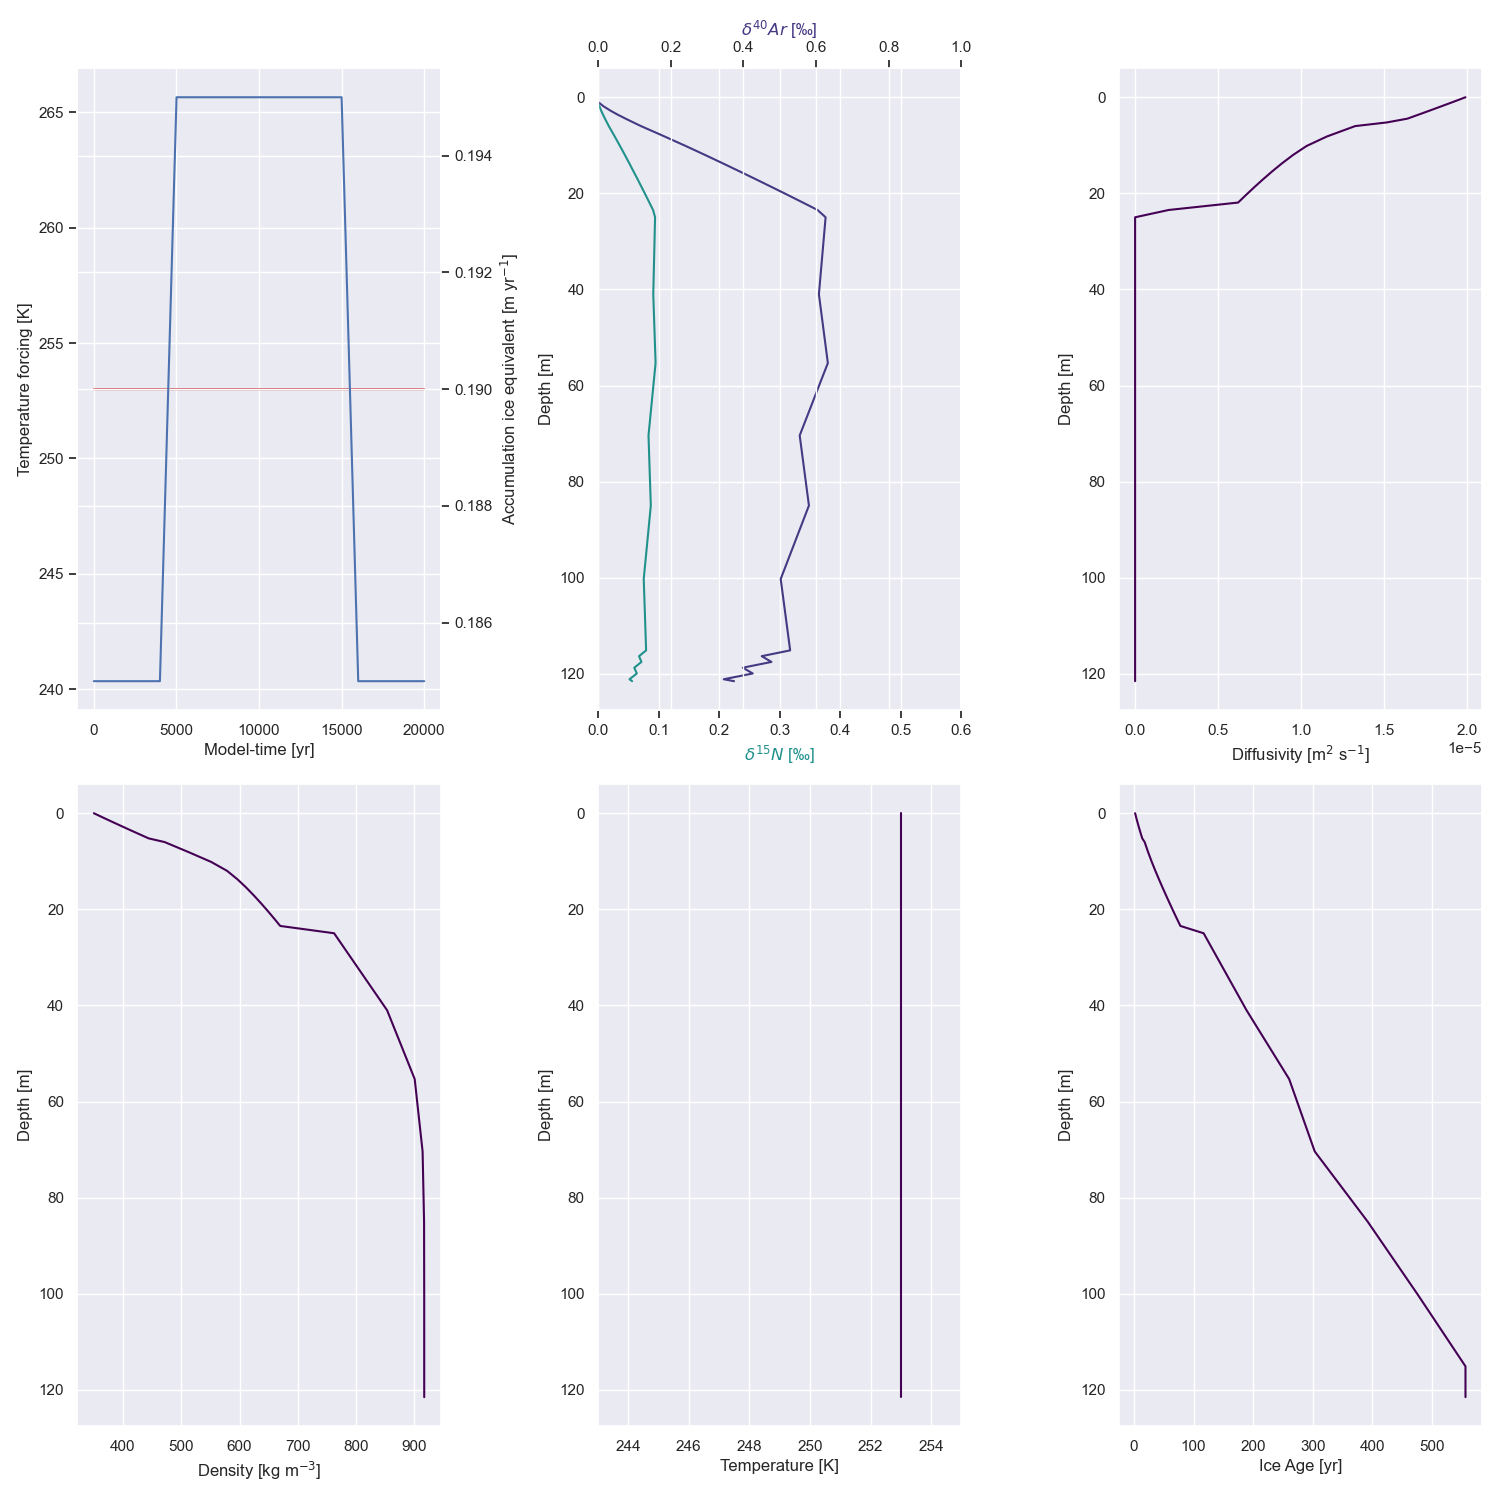 δ⁴⁰Ar [‰]
0.0 0.2 0.4 0.6 0.8 1.0
265
260
255
250
245
240
Temperature forcing [K]
0 5000 10000 15000 20000
Model-time [yr]
0.194
0.192
0.190
0.188
0.186
Accumulation ice equivalent [m yr⁻¹]
0
20
40
60
80
100
120
Depth [m]
0.0 0.1 0.2 0.3 0.4 0.5 0.6
δ¹⁵N [‰]
0
20
40
60
80
100
120
Depth [m]
0.0 0.5 1.0 1.5 2.0
1e−5
Diffusivity [m² s⁻¹]
0
20
40
60
80
100
120
Depth [m]
400 500 600 700 800 900
Density [kg m⁻³]
0
20
40
60
80
100
120
Depth [m]
244 246 248 250 252 254
Temperature [K]
0
20
40
60
80
100
120
Depth [m]
0 100 200 300 400 500
Ice Age [yr]